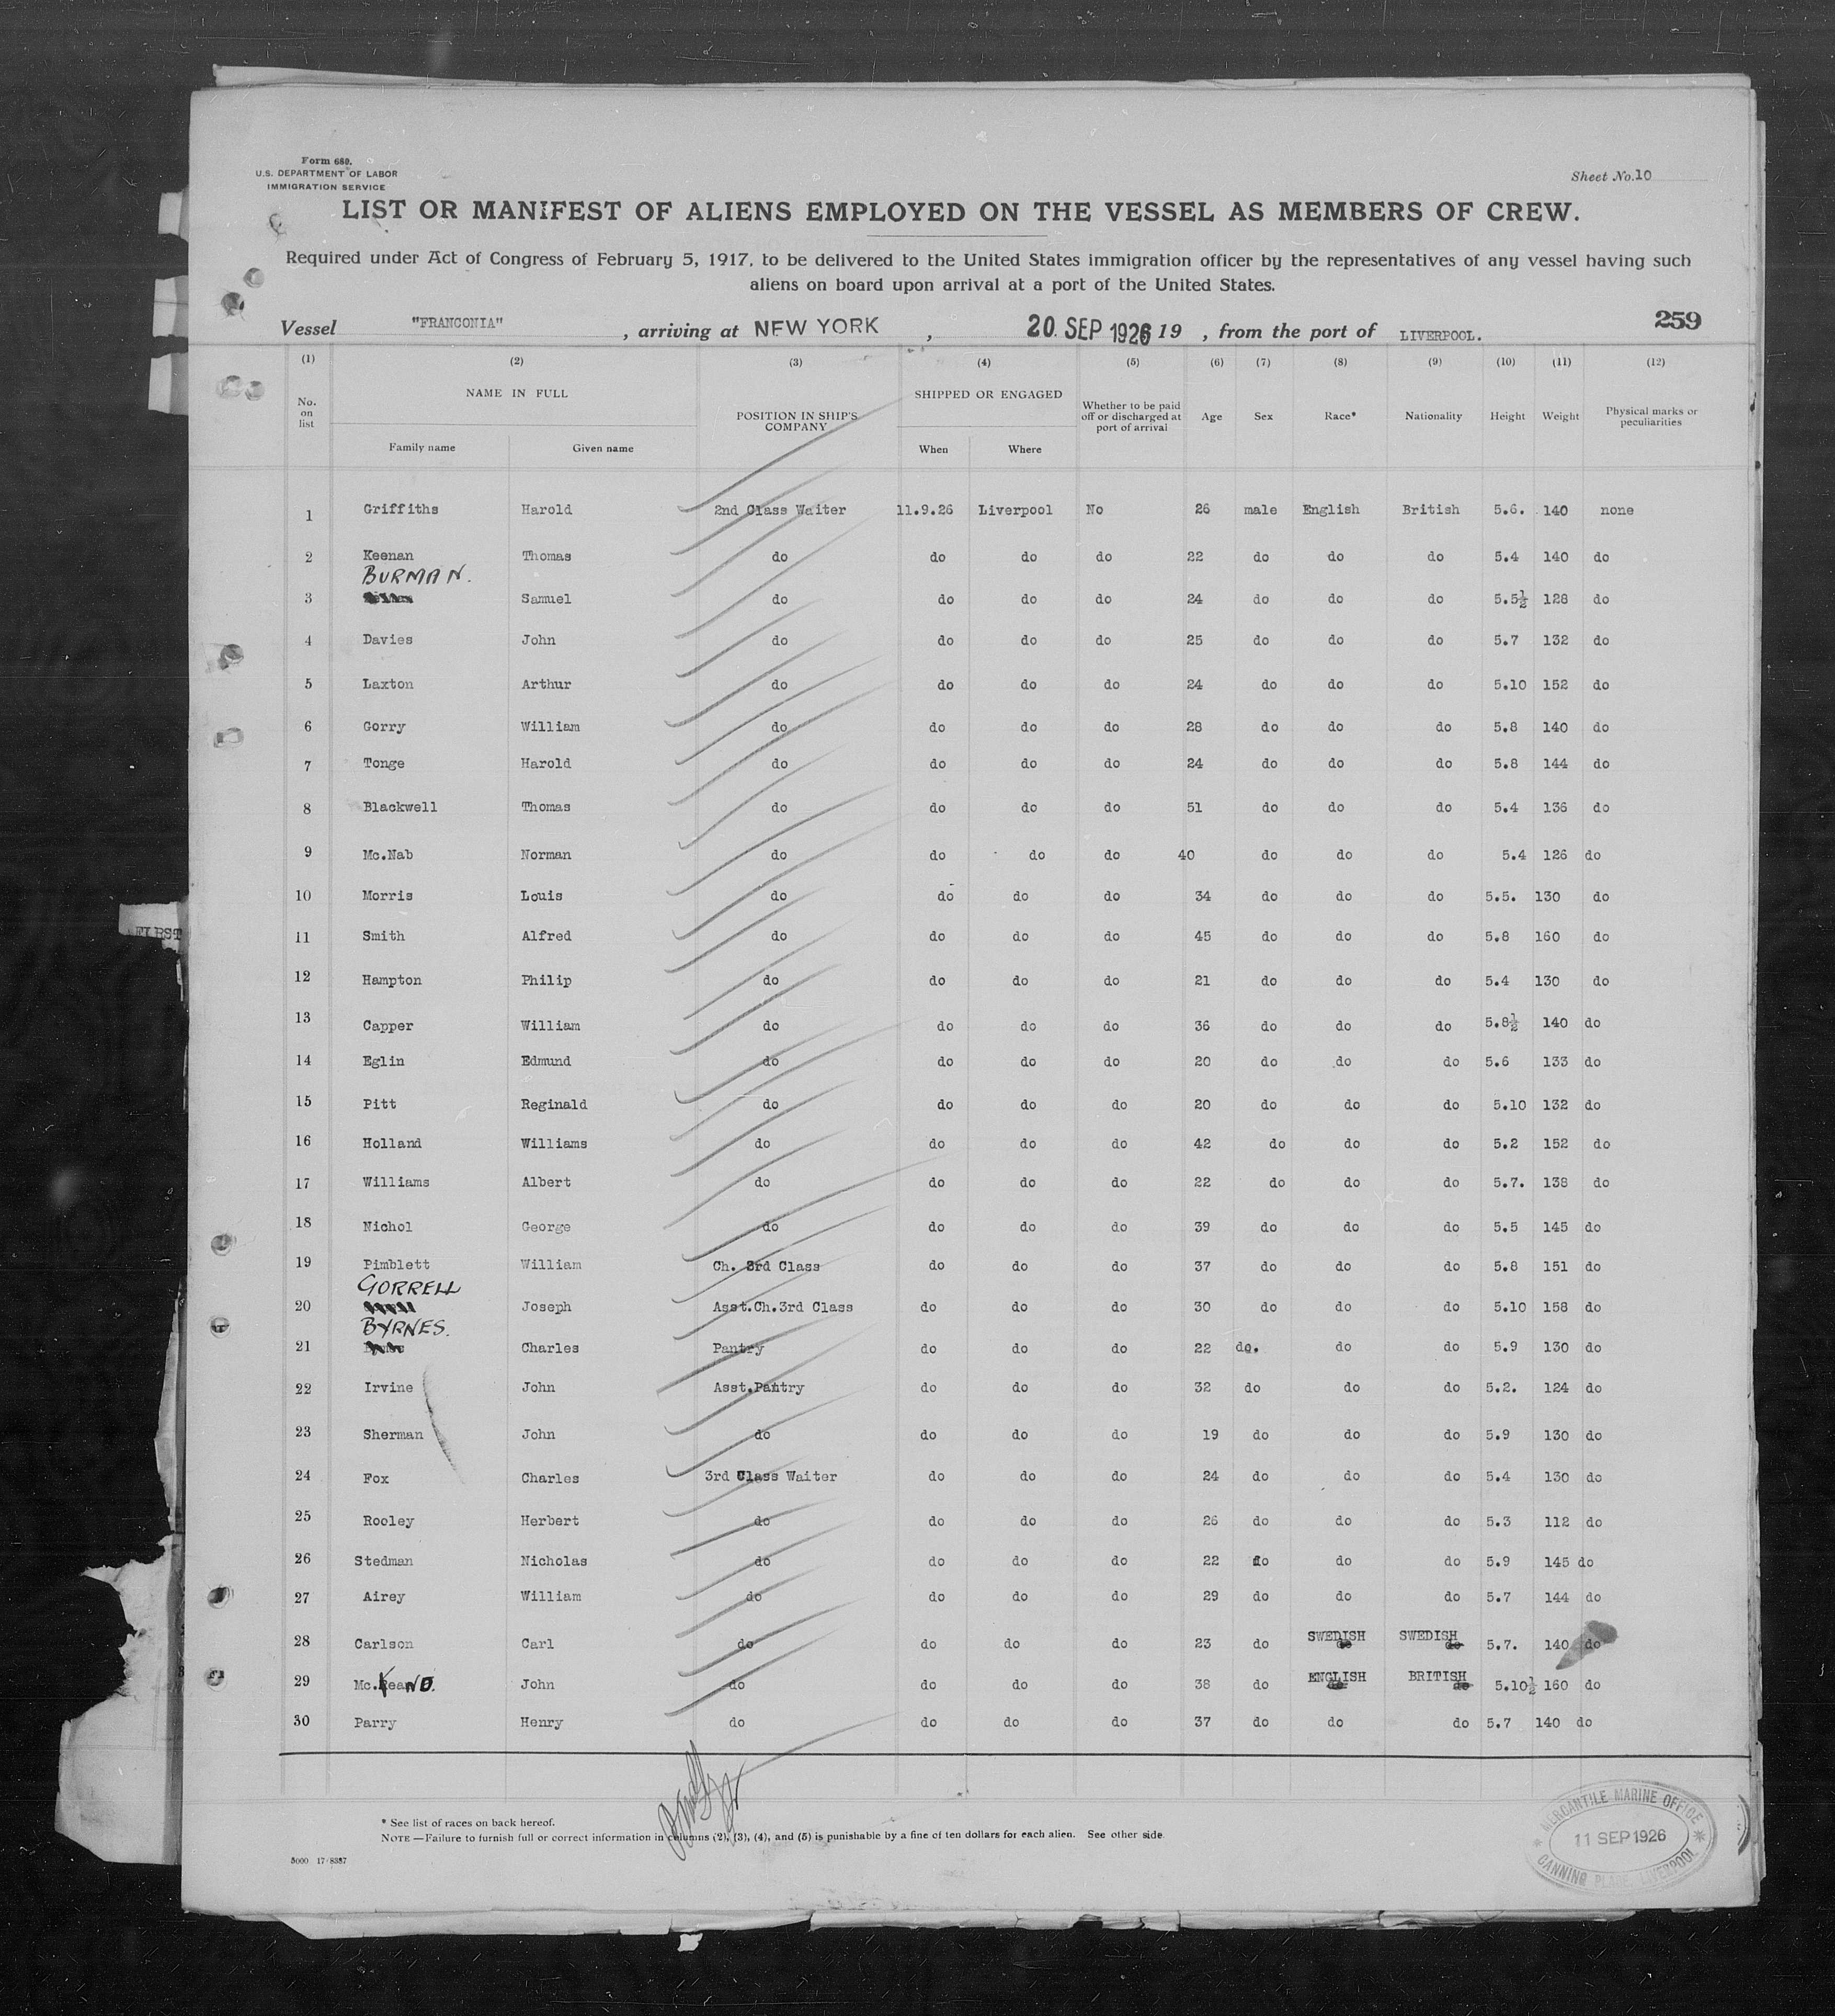 Form 680.
U.S. DEPARTMENT OF LABOR
IMMIGRATION SERVICE
Sheet No. 10
LIST OR MANIFEST OF ALIENS EMPLOYED ON THE VESSEL AS MEMBERS OF CREW.
Required under Act of Congress of February 5, 1917, to be delivered to the United States immigration officer by the representatives of any vessel having such
aliens on board upon arrival at a port of the United States.
259
Vessel "FRANCONIA", arriving at NEW YORK, 20 SEP 1926 19 , from the port of LIVERPOOL.
(1) (2) (3) (4) (5) (6) (7) (8) (9) (10) (11) (12)
No. on list NAME IN FULL Family name Given name POSITION IN SHIP'S COMPANY SHIPPED OR ENGAGED When Where Whether to be paid off or discharged at port of arrival Age Sex Race* Nationality Height Weight Physical marks or peculiarities
1 Griffiths Harold 2nd Class Waiter 11.9.26 Liverpool No 26 male English British 5.6. 140 none
2 Keenan Thomas do do do do 22 do do do 5.4 140 do
BURMAN.
3 Samuel do do do do 24 do do do 5.5½ 128 do
4 Davies John do do do do 25 do do do 5.7 132 do
5 Laxton Arthur do do do do 24 do do do 5.10 152 do
6 Gorry William do do do do 28 do do do 5.8 140 do
7 Tonge Harold do do do do 24 do do do 5.8 144 do
8 Blackwell Thomas do do do do 51 do do do 5.4 136 do
9 Mc.Nab Norman do do do do 40 do do do 5.4 126 do
10 Morris Louis do do do do 34 do do do 5.5. 130 do
11 Smith Alfred do do do do 45 do do do 5.8 160 do
12 Hampton Philip do do do do 21 do do do 5.4 130 do
13 Capper William do do do do 36 do do do 5.8½ 140 do
14 Eglin Edmund do do do do 20 do do do 5.6 133 do
15 Pitt Reginald do do do do 20 do do do 5.10 132 do
16 Holland Williams do do do do 42 do do do 5.2 152 do
17 Williams Albert do do do do 22 do do do 5.7. 138 do
18 Nichol George do do do do 39 do do do 5.5 145 do
19 Pimblett William Ch. 3rd Class do do do 37 do do do 5.8 151 do
GORRELL
20 Joseph Asst.Ch.3rd Class do do do 30 do do do 5.10 158 do
BYRNES.
21 Charles Pantry do do do 22 do. do do 5.9 130 do
22 Irvine John Asst.Pantry do do do 32 do do do 5.2. 124 do
23 Sherman John do do do do 19 do do do 5.9 130 do
24 Fox Charles 3rd Class Waiter do do do 24 do do do 5.4 130 do
25 Rooley Herbert do do do do 26 do do do 5.3 112 do
26 Stedman Nicholas do do do do 22 do do do 5.9 145 do
27 Airey William do do do do 29 do do do 5.7 144 do
28 Carlson Carl do do do do 23 do SWEDISH SWEDISH 5.7. 140 do
29 Mc.KeanD. John do do do do 38 do ENGLISH BRITISH 5.10½ 160 do
30 Parry Henry do do do do 37 do do do 5.7 140 do
* See list of races on back hereof.
NOTE—Failure to furnish full or correct information in columns (2), (3), (4), and (5) is punishable by a fine of ten dollars for each alien. See other side.
5000 17-8387
MERCANTILE MARINE OFFICE
11 SEP 1926
CANNING PLACE LIVERPOOL
FIRST